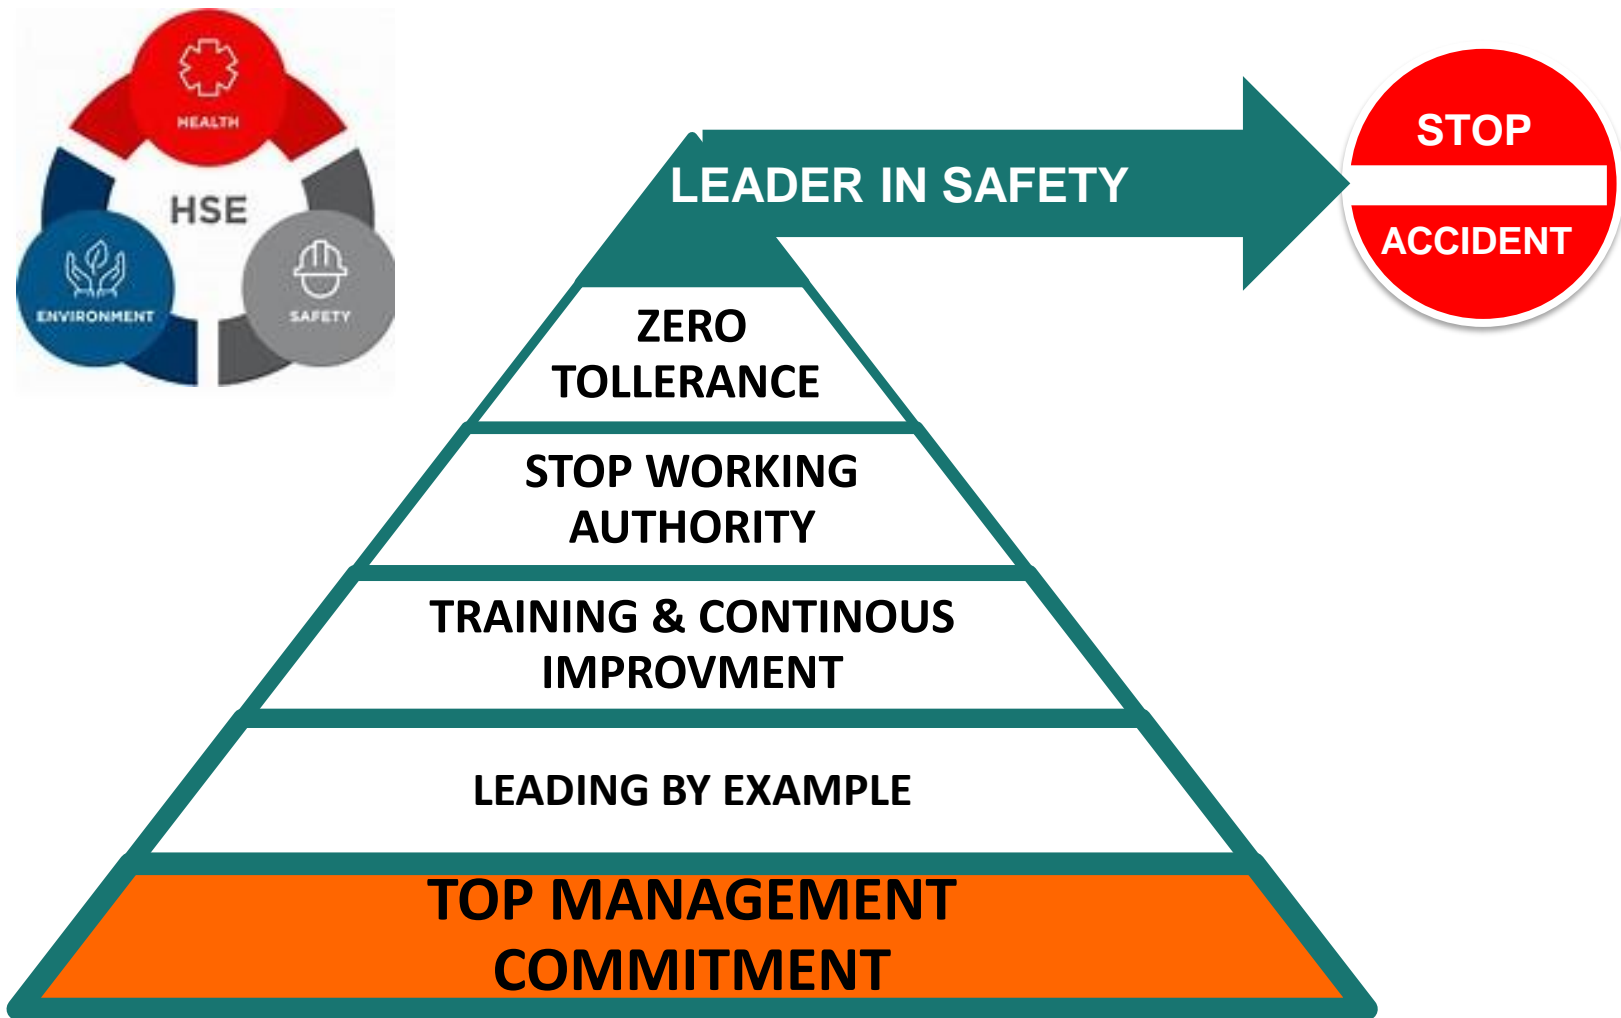 HEALTH
HSE
ENVIRONMENT
SAFETY
LEADER IN SAFETY
STOP
ACCIDENT
ZERO
TOLLERANCE
STOP WORKING
AUTHORITY
TRAINING & CONTINOUS
IMPROVMENT
LEADING BY EXAMPLE
TOP MANAGEMENT
COMMITMENT